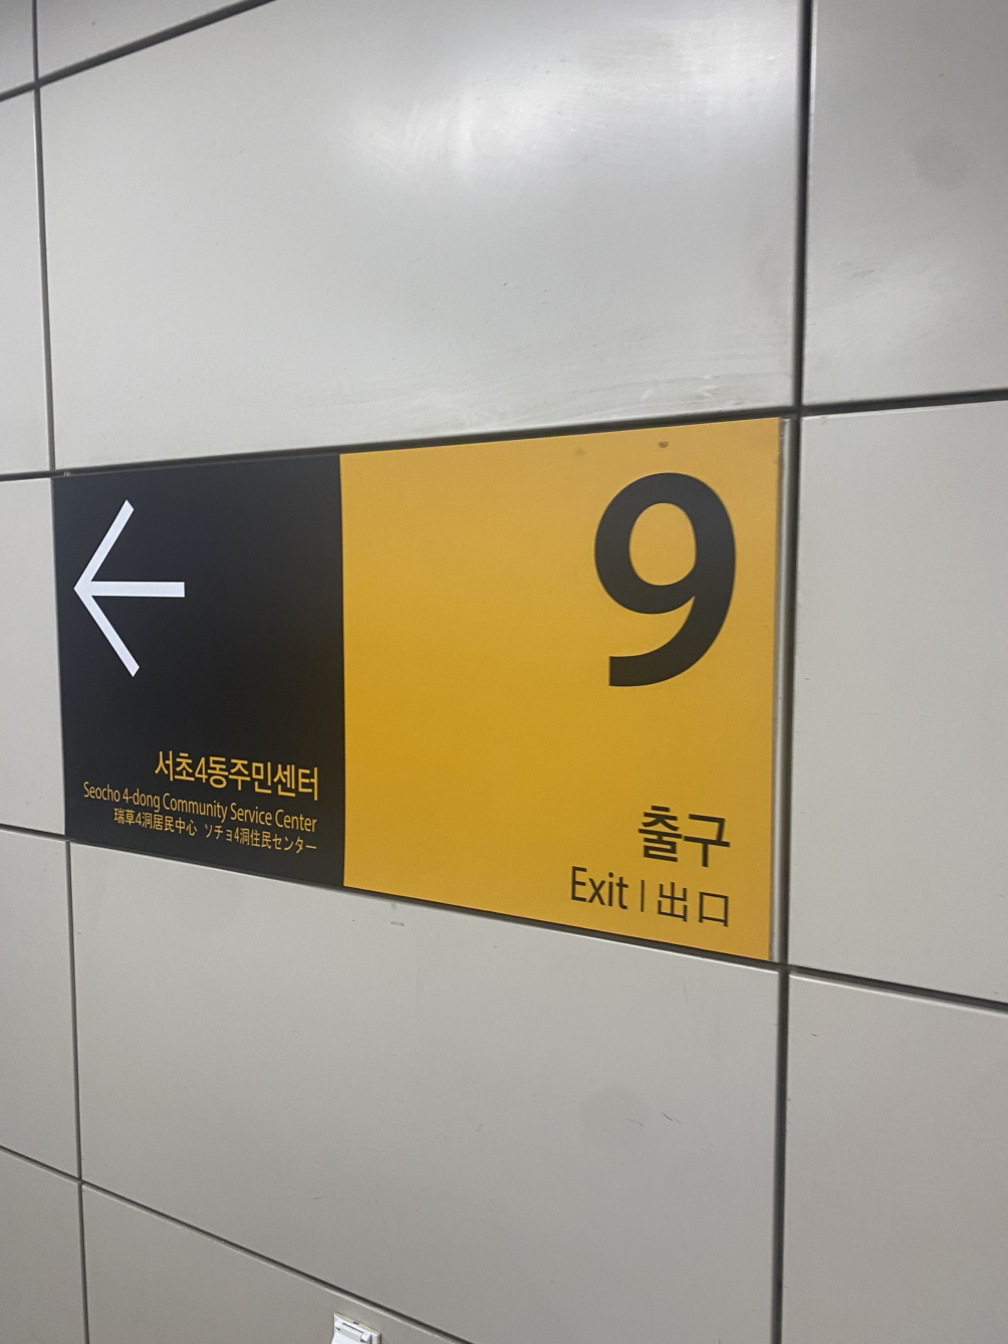 서초4동주민센터
Seocho 4-dong Community Service Center
瑞草4洞居民中心 ソチョ4洞住民センター
9
출구
Exit | 出口